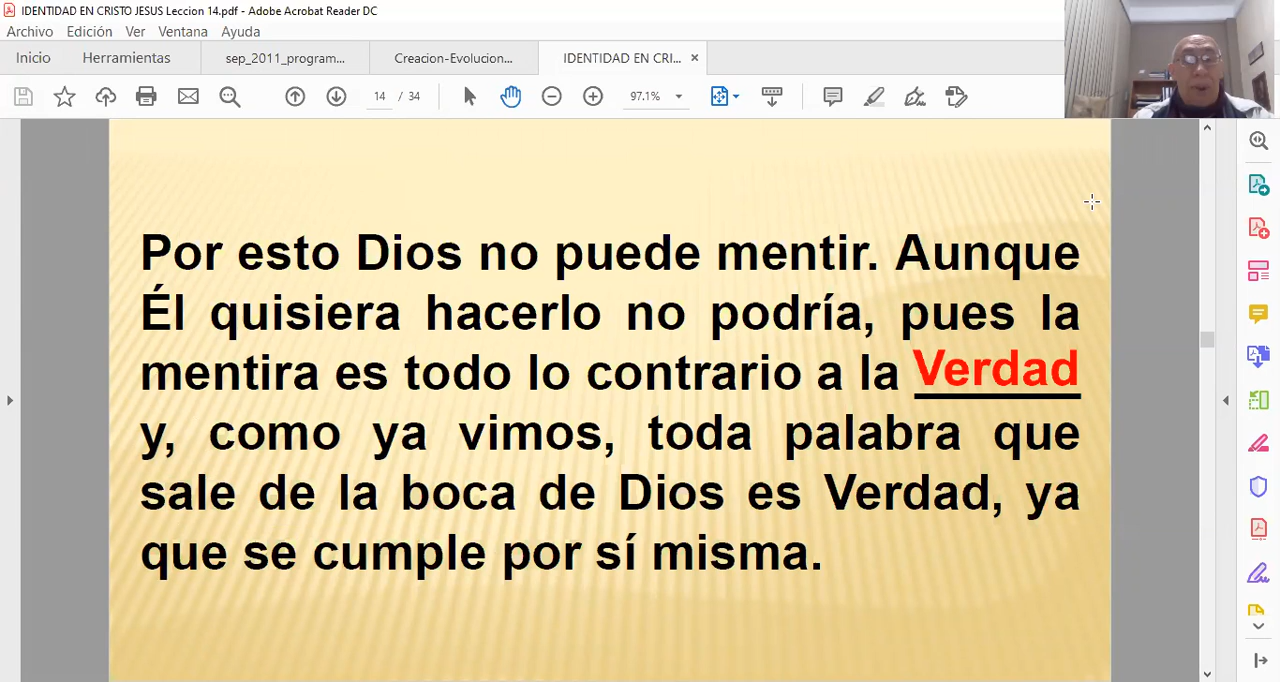 IDENTIDAD EN CRISTO JESUS Leccion 14.pdf - Adobe Acrobat Reader DC
Archivo Edición Ver Ventana Ayuda
Inicio Herramientas sep_2011_program... Creacion-Evolucion... IDENTIDAD EN CRI... ×
14 / 34 97.1%
Por esto Dios no puede mentir. Aunque
Él quisiera hacerlo no podría, pues la
mentira es todo lo contrario a la Verdad
y, como ya vimos, toda palabra que
sale de la boca de Dios es Verdad, ya
que se cumple por sí misma.